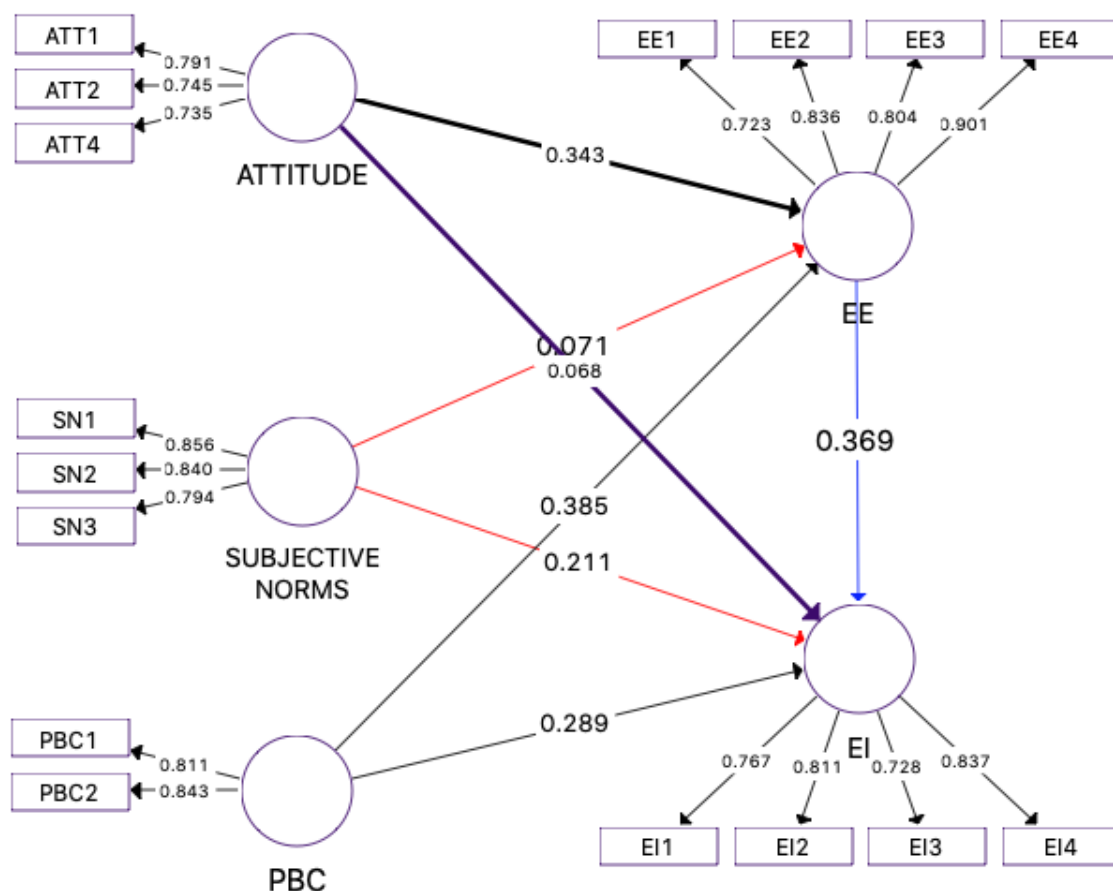 ATT1
ATT2
ATT4
0.791
0.745
0.735
ATTITUDE
EE1
EE2
EE3
EE4
0.723
0.836
0.804
0.901
EE
0.343
0.071
0.068
SN1
SN2
SN3
0.856
0.840
0.794
SUBJECTIVE
NORMS
0.369
0.385
0.211
PBC1
PBC2
0.811
0.843
PBC
0.289
EI
0.767
0.811
0.728
0.837
EI1
EI2
EI3
EI4